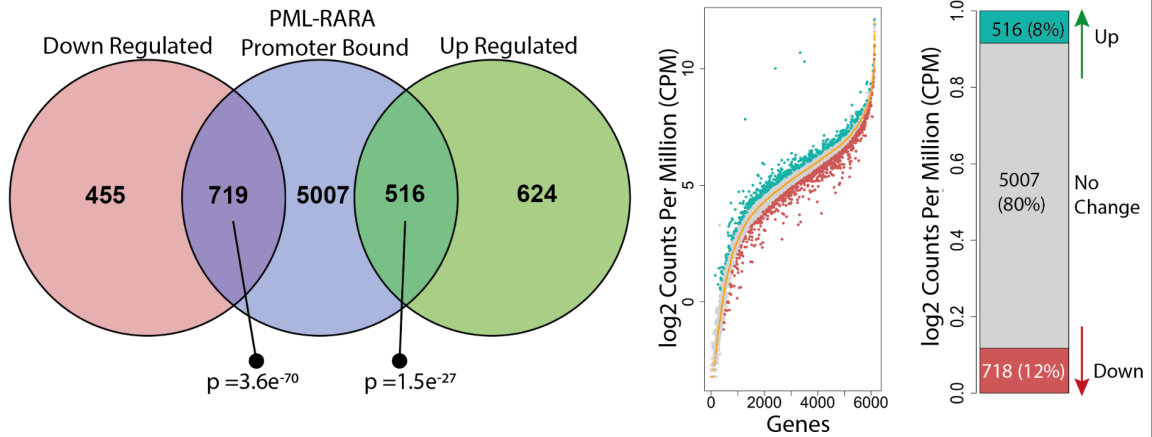 PML-RARA
Down Regulated
Promoter Bound
Up Regulated
455
719
5007
516
624
p =3.6e-70
p =1.5e-27
log2 Counts Per Million (CPM)
10
5
0
0
2000
4000
6000
Genes
log2 Counts Per Million (CPM)
1.0
0.8
0.6
0.4
0.2
0.0
516 (8%)
Up
5007
(80%)
No
Change
718 (12%)
Down